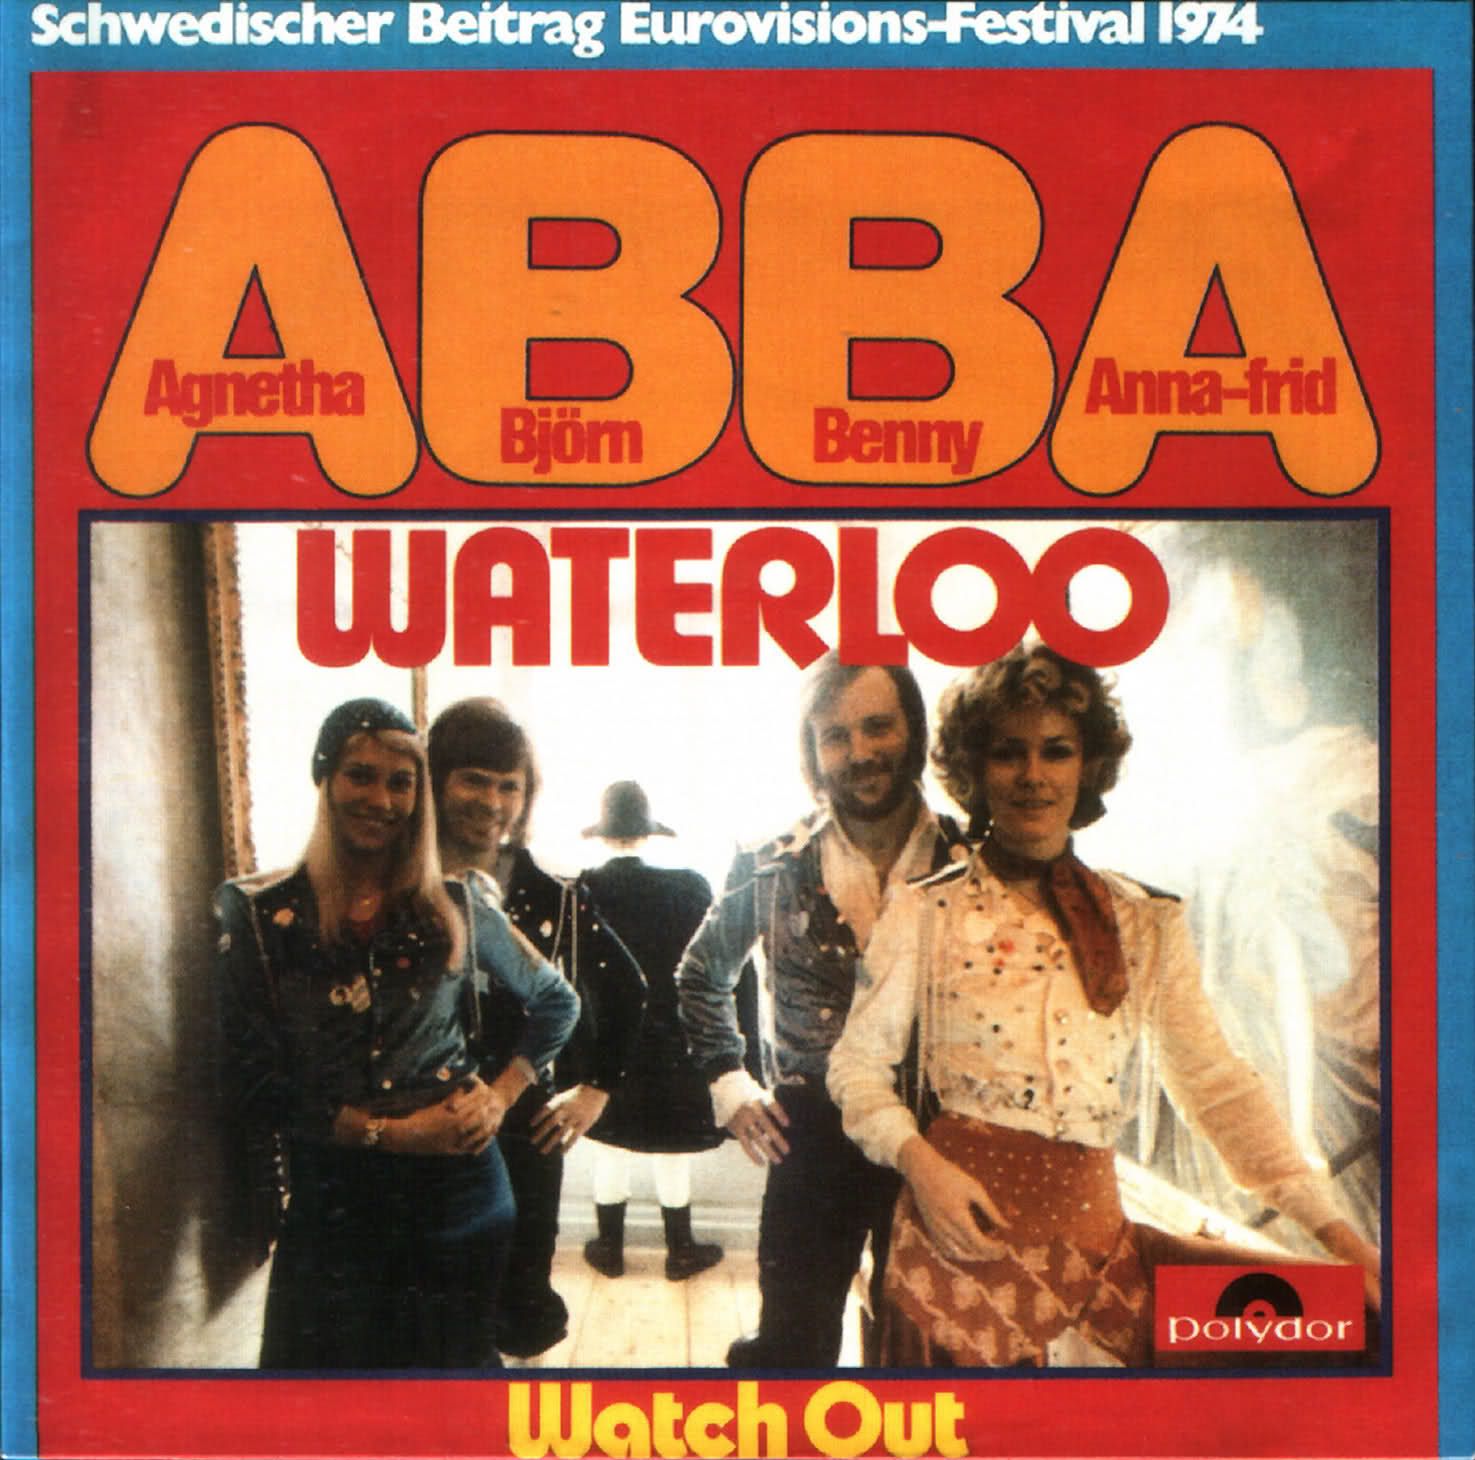 Schwedischer Beitrag Eurovisions-Festival 1974
ABBA
Agnetha Björn Benny Anna-frid
WATERLOO
polydor
Watch Out